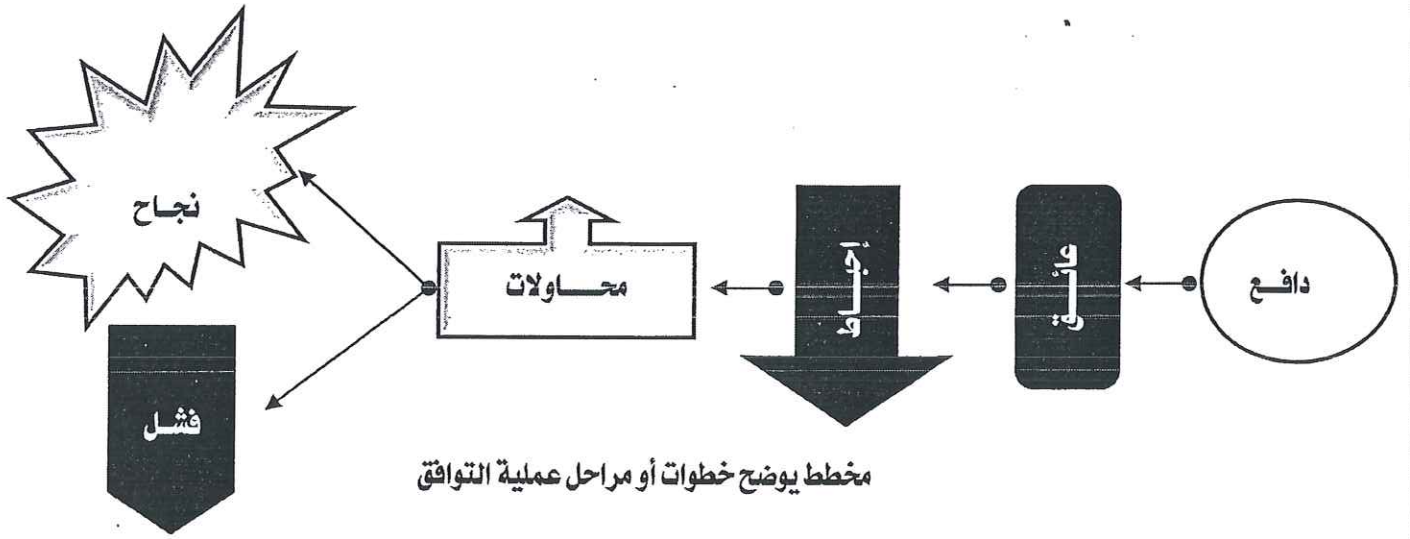 دافع
عائق
إحباط
محاولات
نجاح
فشل
مخطط يوضح خطوات أو مراحل عملية التوافق